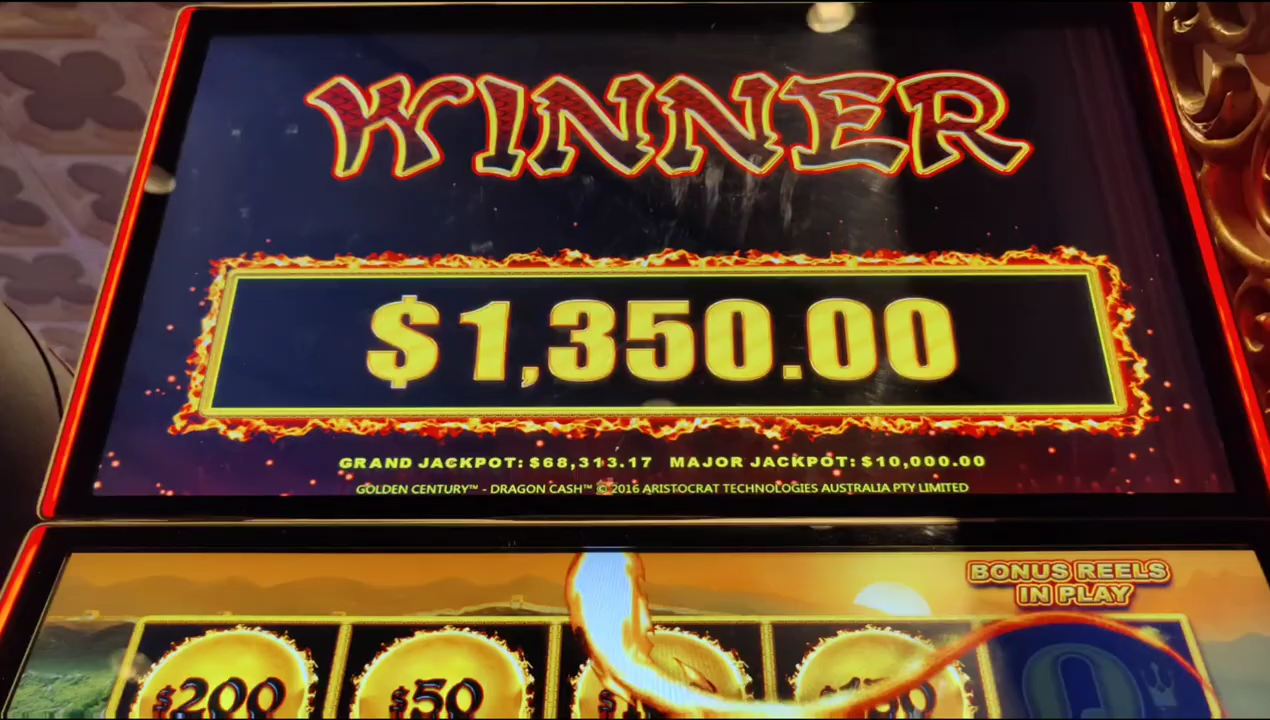 WINNER
$1,350.00
GRAND JACKPOT: $68,313.17 MAJOR JACKPOT: $10,000.00
GOLDEN CENTURY™ - DRAGON CASH™ © 2016 ARISTOCRAT TECHNOLOGIES AUSTRALIA PTY LIMITED
BONUS REELS
IN PLAY
$200 $50